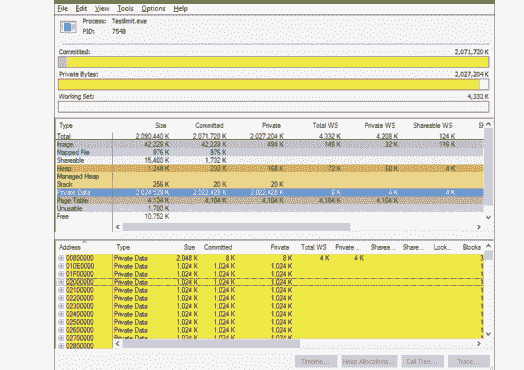 File Edit View Tools Options Help
Process: Testlimit.exe
PID: 7548
Committed: 2,071,720 K
Private Bytes: 2,027,204 K
Working Set: 4,332 K
Type Size Committed Private Total WS Private WS Shareable WS
Total 2,090,440 K 2,071,720 K 2,027,204 K 4,332 K 4,208 K 124 K
Image 42,228 K 42,228 K 484 K 148 K 32 K 116 K
Mapped File 876 K 876 K
Shareable 15,400 K 1,732 K
Heap 1,248 K 232 K 168 K 72 K 68 K 4 K
Managed Heap
Stack 256 K 20 K 20 K
Private Data 2,024,528 K 2,022,428 K 2,022,428 K 8 K 4 K 4 K
Page Table 4,104 K 4,104 K 4,104 K 4,104 K 4,104 K
Unusable 1,780 K
Free 10,752 K
Address Type Size Committed Private Total WS Private ... Sharea... Share... Lock... Blocks
00800000 Private Data 2,048 K 8 K 8 K 4 K 4 K
01DE0000 Private Data 1,024 K 1,024 K 1,024 K
01F00000 Private Data 1,024 K 1,024 K 1,024 K
02000000 Private Data 1,024 K 1,024 K 1,024 K
02100000 Private Data 1,024 K 1,024 K 1,024 K
02200000 Private Data 1,024 K 1,024 K 1,024 K
02300000 Private Data 1,024 K 1,024 K 1,024 K
02400000 Private Data 1,024 K 1,024 K 1,024 K
02500000 Private Data 1,024 K 1,024 K 1,024 K
02600000 Private Data 1,024 K 1,024 K 1,024 K
02700000 Private Data 1,024 K 1,024 K 1,024 K
02800000 Private Data
Timeline... Heap Allocations... Call Tree... Trace...